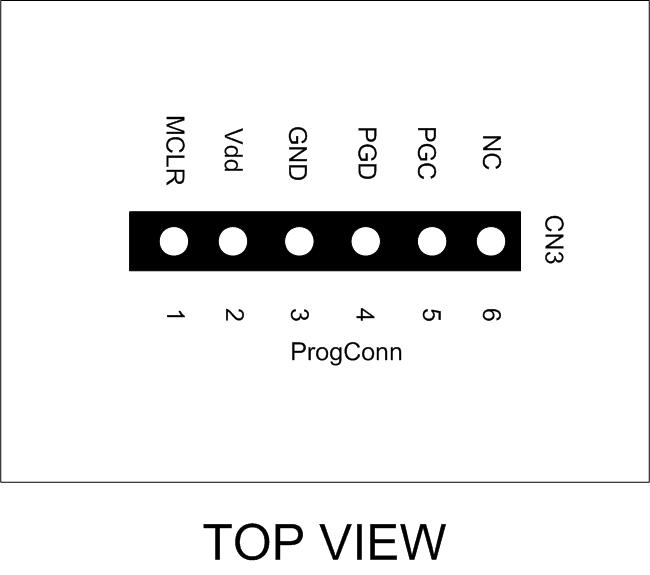 MCLR Vdd GND PGD PGC NC
CN3
1 2 3 4 5 6
ProgConn
TOP VIEW